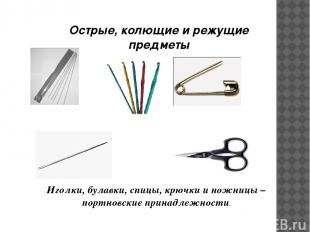 Острые, колющие и режущие
предметы
Иголки, булавки, спицы, крючки и ножницы –
портновские принадлежности.